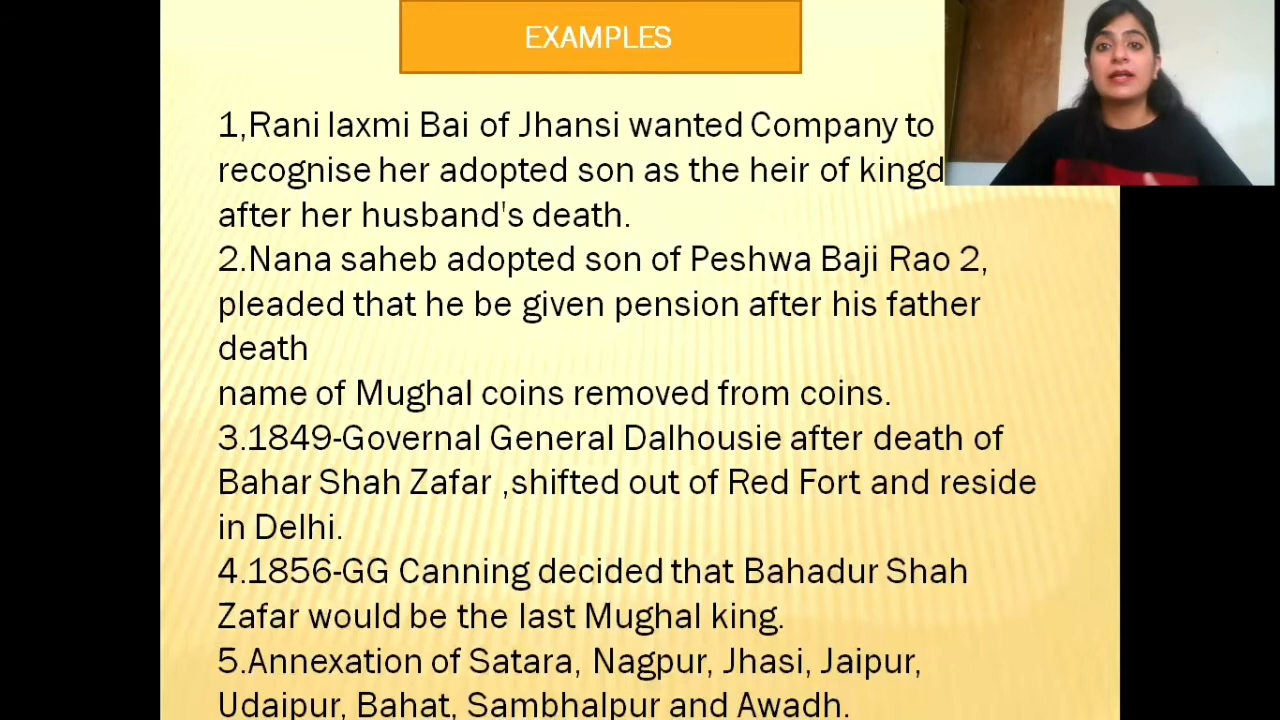 EXAMPLES
1,Rani laxmi Bai of Jhansi wanted Company to
recognise her adopted son as the heir of kingd
after her husband's death.
2.Nana saheb adopted son of Peshwa Baji Rao 2,
pleaded that he be given pension after his father
death
name of Mughal coins removed from coins.
3.1849-Governal General Dalhousie after death of
Bahar Shah Zafar ,shifted out of Red Fort and reside
in Delhi.
4.1856-GG Canning decided that Bahadur Shah
Zafar would be the last Mughal king.
5.Annexation of Satara, Nagpur, Jhasi, Jaipur,
Udaipur, Bahat, Sambhalpur and Awadh.